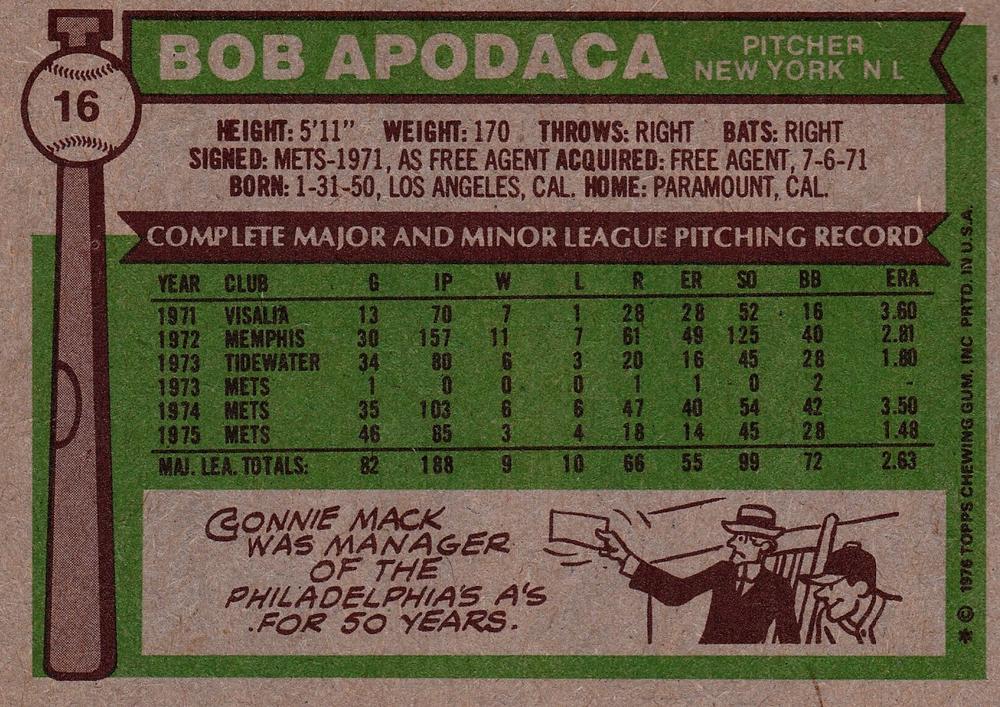 16
BOB APODACA
PITCHER
NEW YORK N L
HEIGHT: 5'11" WEIGHT: 170 THROWS: RIGHT BATS: RIGHT
SIGNED: METS-1971, AS FREE AGENT ACQUIRED: FREE AGENT, 7-6-71
BORN: 1-31-50, LOS ANGELES, CAL. HOME: PARAMOUNT, CAL.
COMPLETE MAJOR AND MINOR LEAGUE PITCHING RECORD
YEAR CLUB G IP W L R ER SO BB ERA
1971 VISALIA 13 70 7 1 28 28 52 16 3.60
1972 MEMPHIS 30 157 11 7 61 49 125 40 2.81
1973 TIDEWATER 34 80 6 3 20 16 45 28 1.80
1973 METS 1 0 0 0 1 1 0 2 -
1974 METS 35 103 6 6 47 40 54 42 3.50
1975 METS 46 85 3 4 18 14 45 28 1.48
MAJ. LEA. TOTALS: 82 188 9 10 66 55 99 72 2.63
CONNIE MACK
WAS MANAGER
OF THE
PHILADELPHIA'S A'S
FOR 50 YEARS.
* © 1976 TOPPS CHEWING GUM, INC PRTD. IN U.S.A.